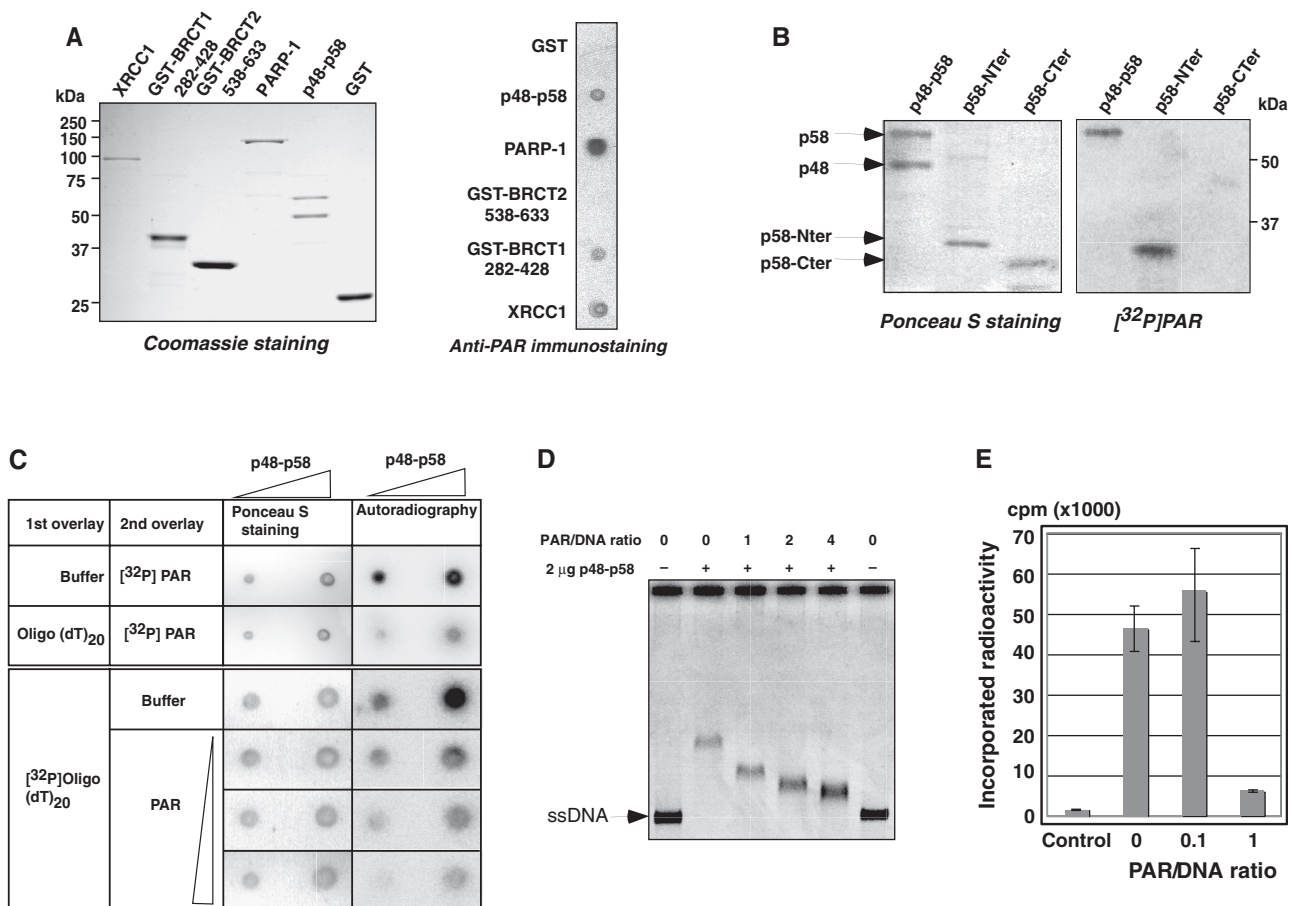 A
XRCC1
GST-BRCT1
282-428
GST-BRCT2
538-633
PARP-1
p48-p58
GST
kDa
250
150
100
75
50
37
25
Coomassie staining
GST
p48-p58
PARP-1
GST-BRCT2
538-633
GST-BRCT1
282-428
XRCC1
Anti-PAR immunostaining
B
p48-p58
p58-NTer
p58-CTer
p48-p58
p58-NTer
p58-CTer
kDa
p58
p48
p58-Nter
p58-Cter
50
37
Ponceau S staining
[32P]PAR
C
p48-p58
p48-p58
1st overlay
2nd overlay
Ponceau S
staining
Autoradiography
Buffer
[32P] PAR
Oligo (dT)20
[32P] PAR
Buffer
[32P]Oligo
(dT)20
PAR
D
PAR/DNA ratio 0 0 1 2 4 0
2 μg p48-p58 – + + + + –
ssDNA
E
cpm (x1000)
Incorporated radioactivity
70
60
50
40
30
20
10
0
Control 0 0.1 1
PAR/DNA ratio